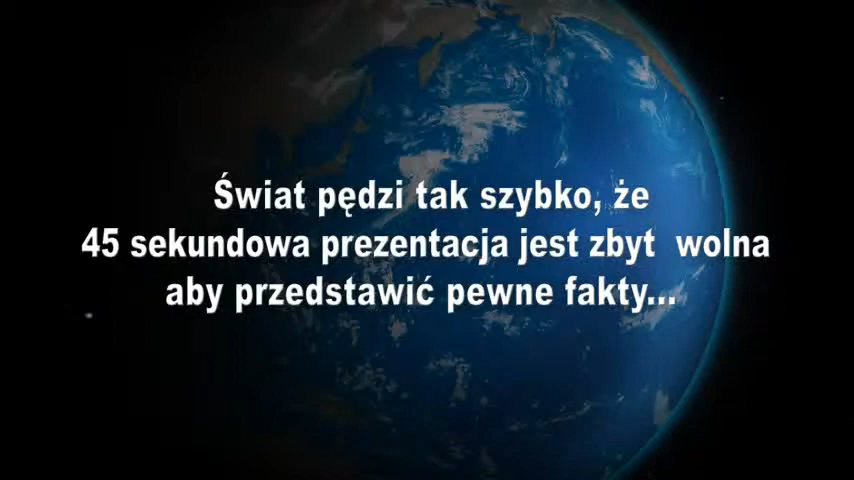 Świat pędzi tak szybko, że
45 sekundowa prezentacja jest zbyt  wolna
aby przedstawić pewne fakty...